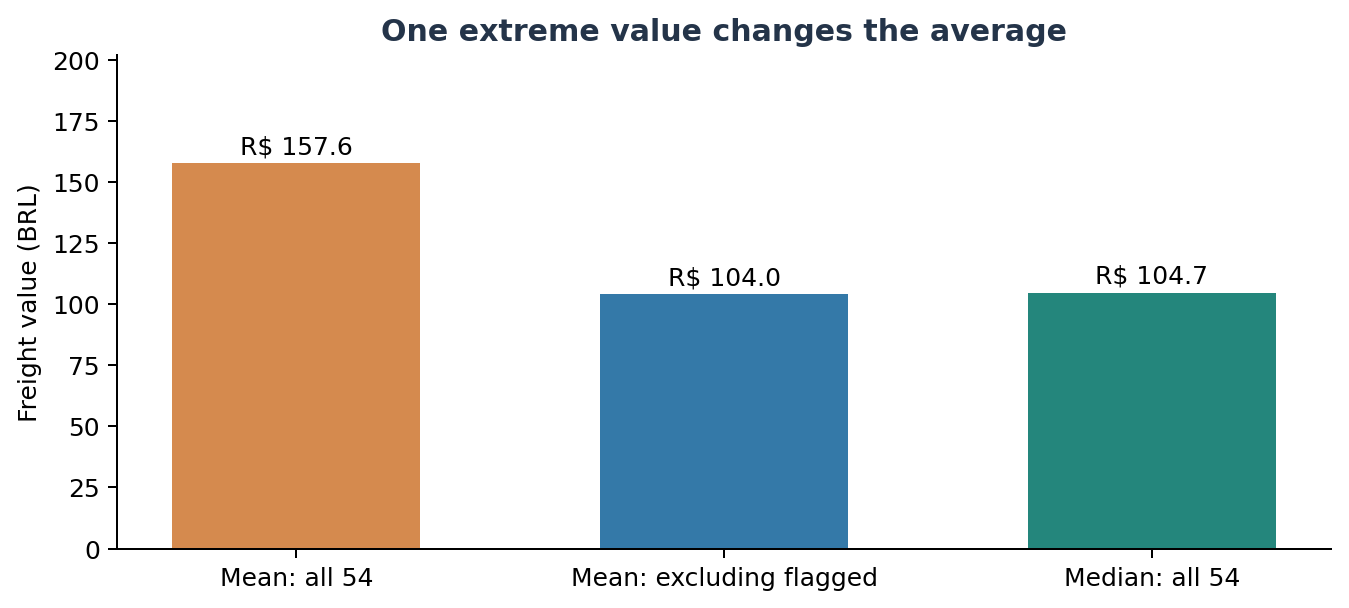 One extreme value changes the average
Freight value (BRL)
200
175
150
125
100
75
50
25
0
R$ 157.6
R$ 104.0
R$ 104.7
Mean: all 54
Mean: excluding flagged
Median: all 54